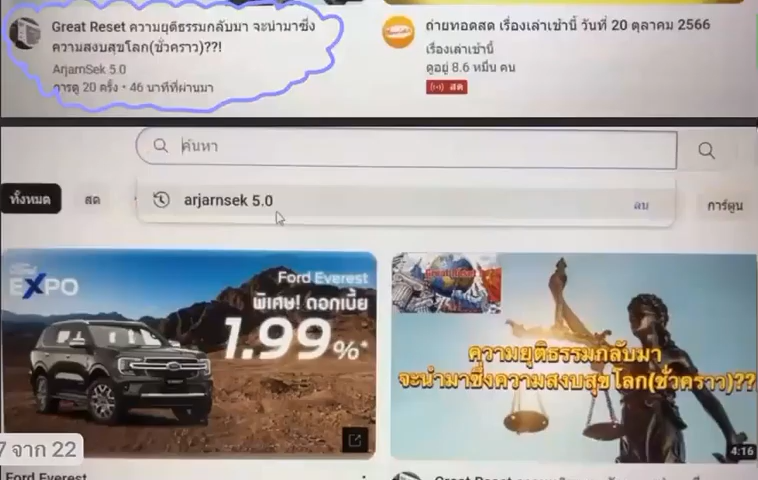 Great Reset ความยุติธรรมกลับมา จะนำมาซึ่ง
ความสงบสุขโลก(ชั่วคราว)??!
ArjarnSek 5.0
การดู 20 ครั้ง • 46 นาทีที่ผ่านมา
ถ่ายทอดสด เรื่องเล่าเช้านี้ วันที่ 20 ตุลาคม 2566
เรื่องเล่าเช้านี้
ดูอยู่ 8.6 หมื่น คน
สด
ค้นหา
ทั้งหมด
สด
arjarnsek 5.0
ลบ
การ์ตูน
Ford
EXPO
Ford Everest
พิเศษ! ดอกเบี้ย
1.99%*
7 จาก 22
Great Reset
ความยุติธรรมกลับมา
จะนำมาซึ่งความสงบสุขโลก(ชั่วคราว)??
4:16
Ford Everest